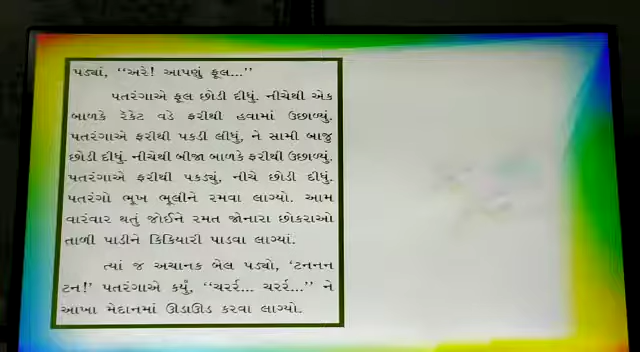 પડ્યાં, “અરે! આપણું ફૂલ...”
પતરંગાએ ફૂલ છોડી દીધું. નીચેથી એક
બાળકે રેકેટ વડે ફરીથી હવામાં ઉછાળ્યું.
પતરંગાએ ફરીથી પકડી લીધું, ને સામી બાજુ
છોડી દીધું. નીચેથી બીજા બાળકે ફરીથી ઉછાળ્યું.
પતરંગાએ ફરીથી પકડ્યું, નીચે છોડી દીધું.
પતરંગો ભૂખ ભૂલીને રમવા લાગ્યો. આમ
વારંવાર થતું જોઈને રમત જોનારા છોકરાઓ
તાળી પાડીને કિકિયારી પાડવા લાગ્યાં.
ત્યાં જ અચાનક બેલ પડ્યો, ‘ટનનન
ટન!’ પતરંગાએ કર્યું, “ચરર્ર... ચરર્ર...” ને
આખા મેદાનમાં ઊડાઊડ કરવા લાગ્યો.